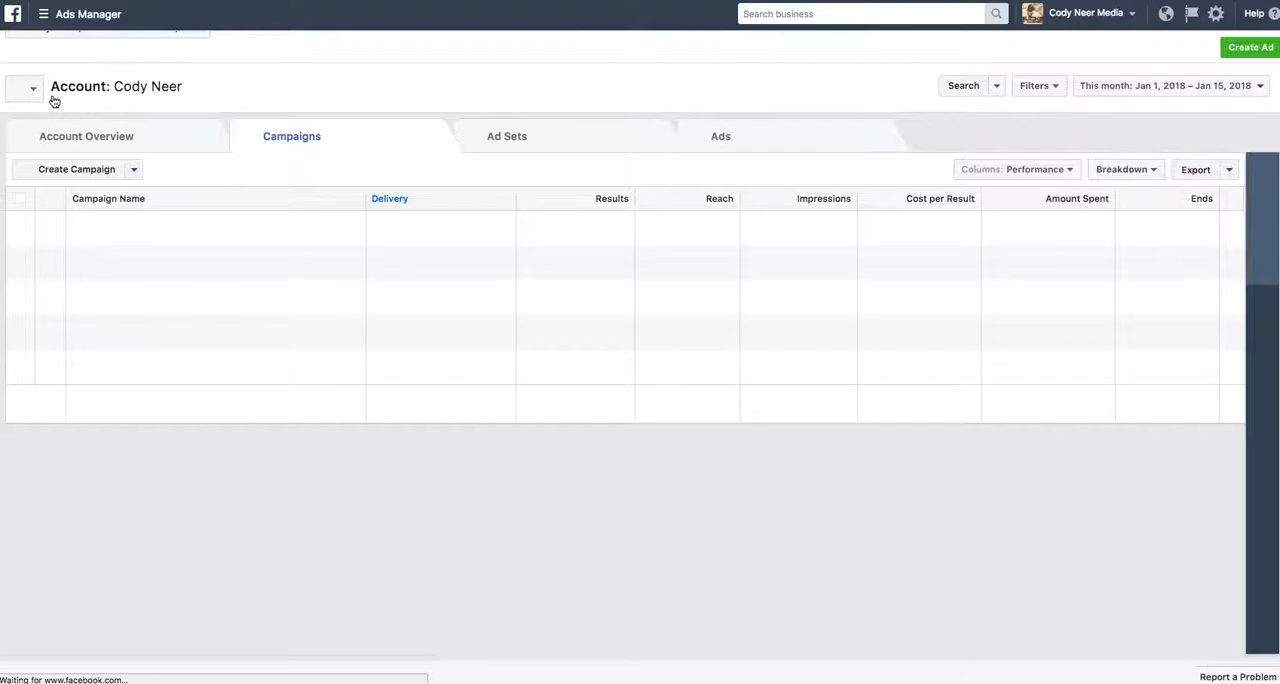 Ads Manager
Search business
Cody Neer Media
Help
Create Ad
Account: Cody Neer
Search
Filters
This month: Jan 1, 2018 – Jan 15, 2018
Account Overview
Campaigns
Ad Sets
Ads
Create Campaign
Columns: Performance
Breakdown
Export
Campaign Name
Delivery
Results
Reach
Impressions
Cost per Result
Amount Spent
Ends
Waiting for www.facebook.com...
Report a Problem